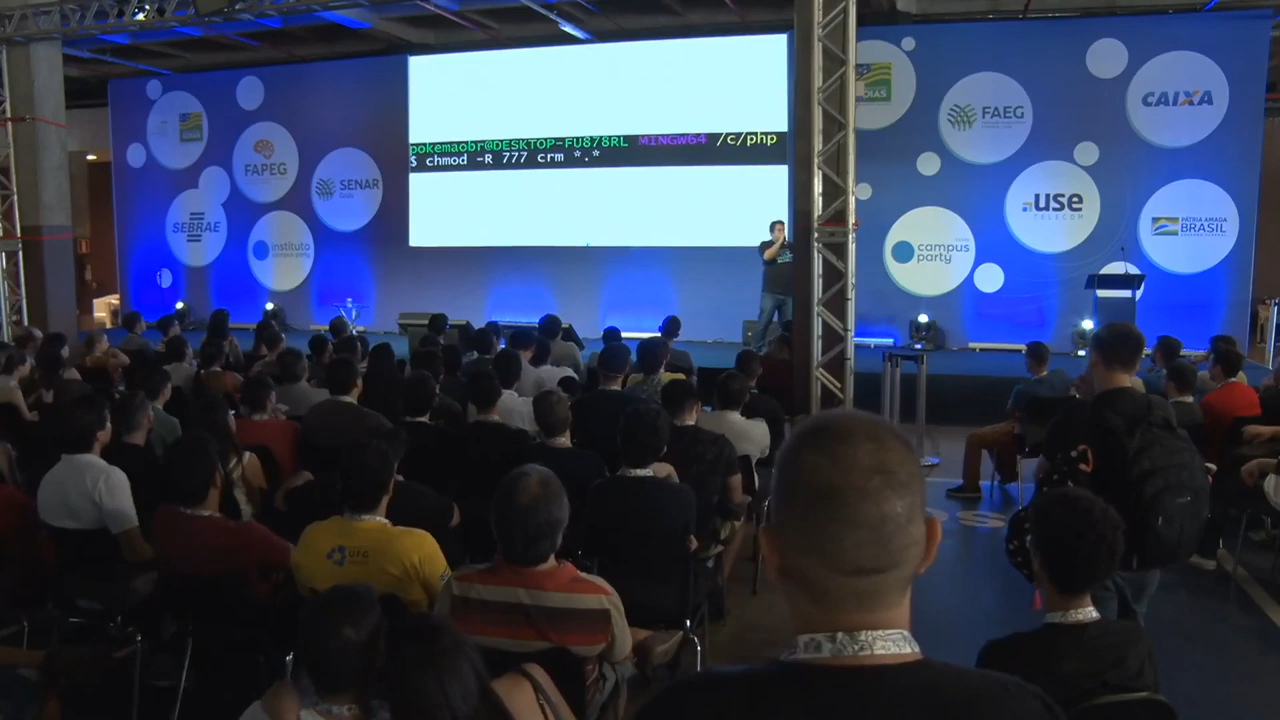 pokemaobr@DESKTOP-FU878RL MINGW64 /c/php
$ chmod -R 777 crm *.*
FAPEG
SENAR
SEBRAE
instituto
campus party
FAEG
CAIXA
use
TELECOM
PÁTRIA AMADA
BRASIL
campus
party
UFG